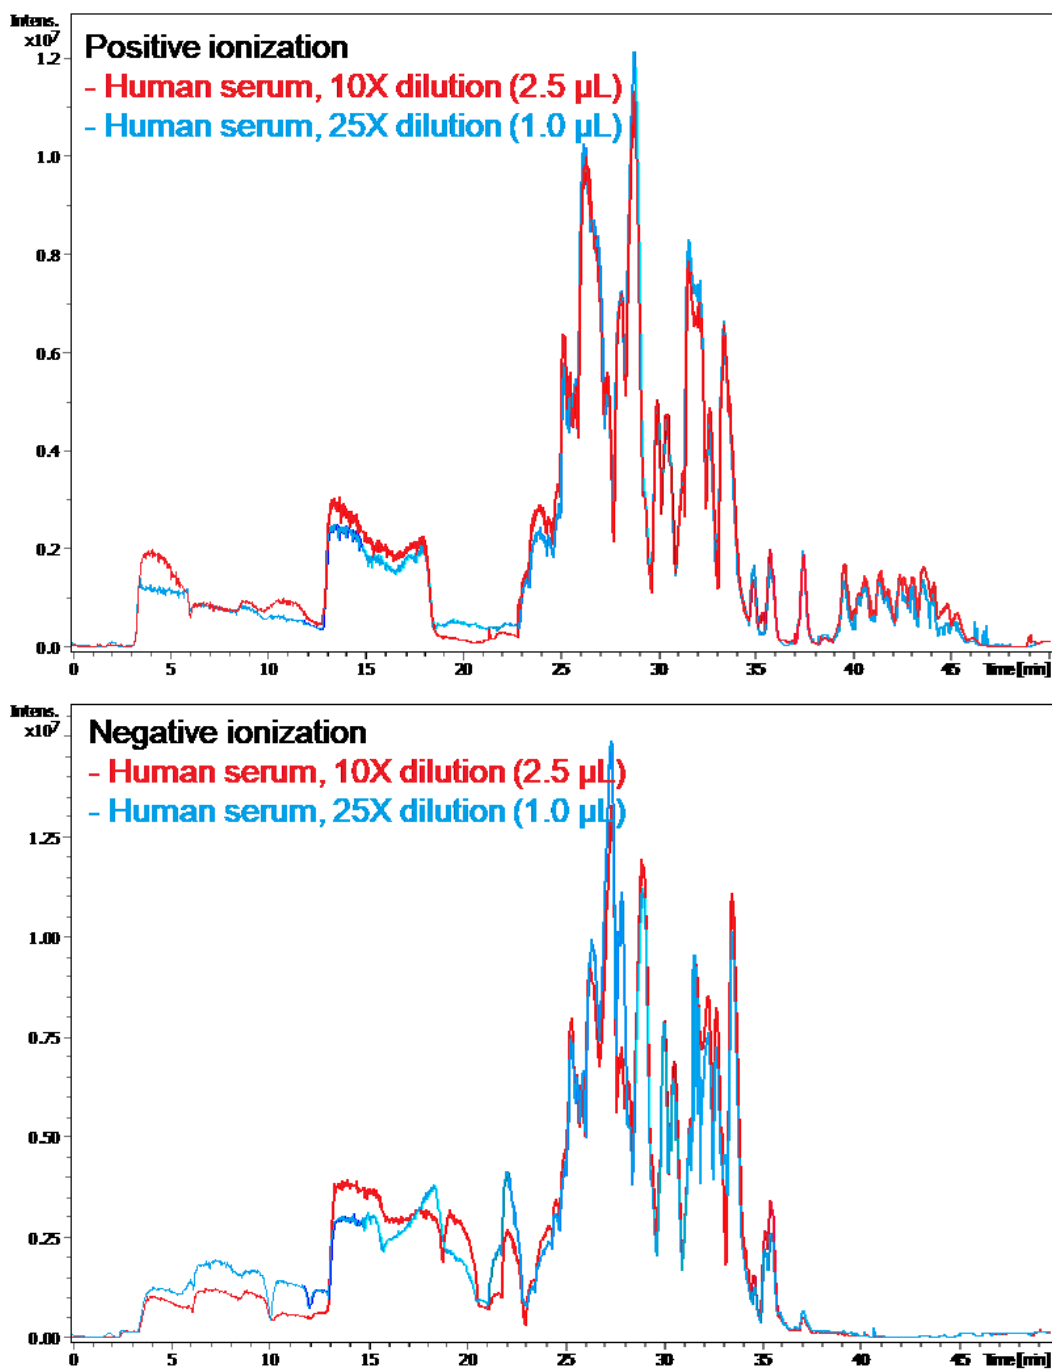 Intens.
x10⁷
Positive ionization
- Human serum, 10X dilution (2.5 µL)
- Human serum, 25X dilution (1.0 µL)
1.2
1.0
0.8
0.6
0.4
0.2
0.0
0 5 10 15 20 25 30 35 40 45 Time [min]
Intens.
x10⁷
Negative ionization
- Human serum, 10X dilution (2.5 µL)
- Human serum, 25X dilution (1.0 µL)
1.25
1.00
0.75
0.50
0.25
0.00
0 5 10 15 20 25 30 35 40 45 Time [min]